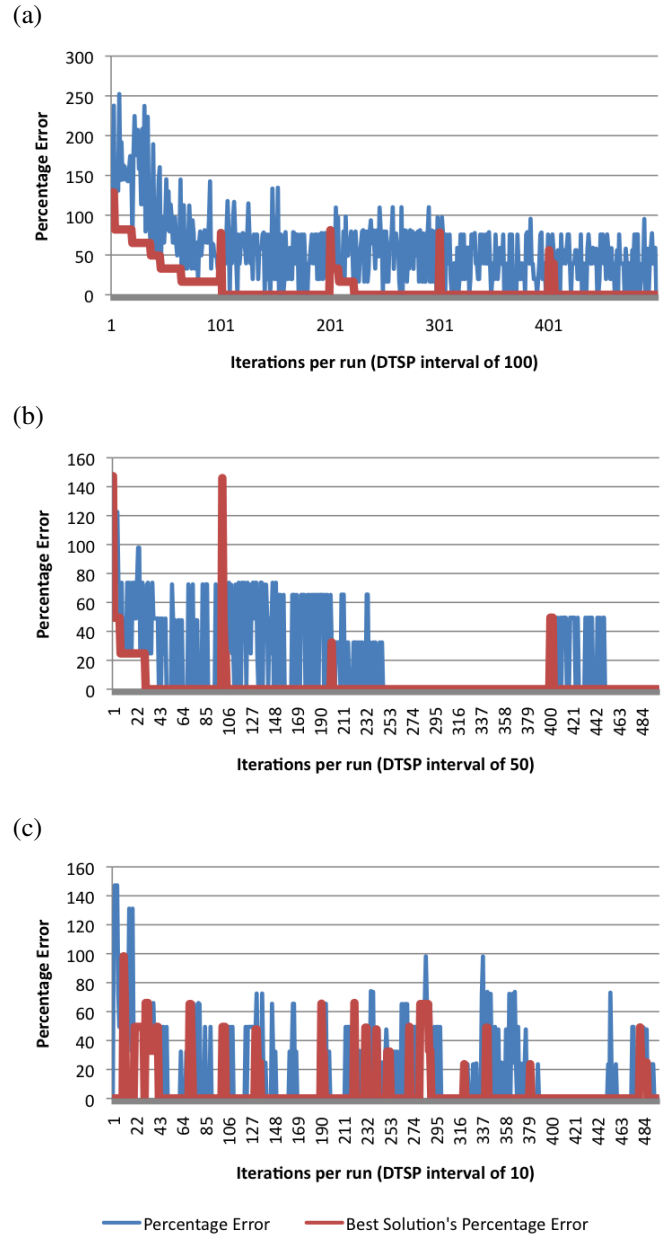 (a)
300
250
200
150
100
50
0
Percentage Error
1 101 201 301 401
Iterations per run (DTSP interval of 100)
(b)
160
140
120
100
80
60
40
20
0
Percentage Error
1 22 43 64 85 106 127 148 169 190 211 232 253 274 295 316 337 358 379 400 421 442 463 484
Iterations per run (DTSP interval of 50)
(c)
160
140
120
100
80
60
40
20
0
Percentage Error
1 22 43 64 85 106 127 148 169 190 211 232 253 274 295 316 337 358 379 400 421 442 463 484
Iterations per run (DTSP interval of 10)
Percentage Error Best Solution's Percentage Error